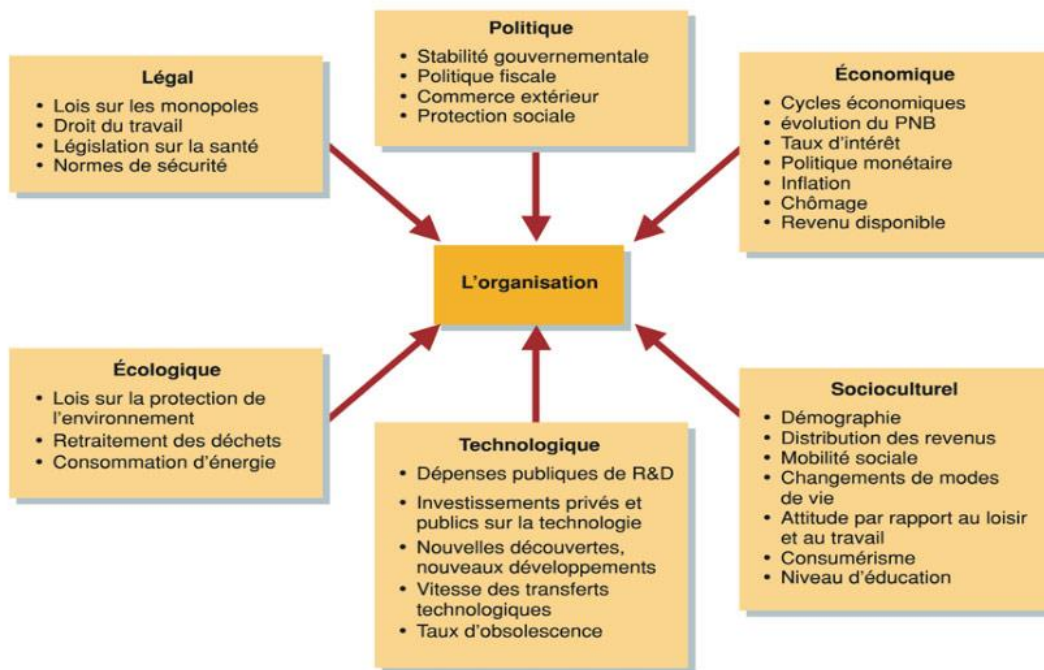 Politique
• Stabilité gouvernementale
• Politique fiscale
• Commerce extérieur
• Protection sociale
Légal
• Lois sur les monopoles
• Droit du travail
• Législation sur la santé
• Normes de sécurité
Économique
• Cycles économiques
• évolution du PNB
• Taux d'intérêt
• Politique monétaire
• Inflation
• Chômage
• Revenu disponible
L'organisation
Écologique
• Lois sur la protection de
l'environnement
• Retraitement des déchets
• Consommation d'énergie
Technologique
• Dépenses publiques de R&D
• Investissements privés et
publics sur la technologie
• Nouvelles découvertes,
nouveaux développements
• Vitesse des transferts
technologiques
• Taux d'obsolescence
Socioculturel
• Démographie
• Distribution des revenus
• Mobilité sociale
• Changements de modes
de vie
• Attitude par rapport au loisir
et au travail
• Consumérisme
• Niveau d'éducation